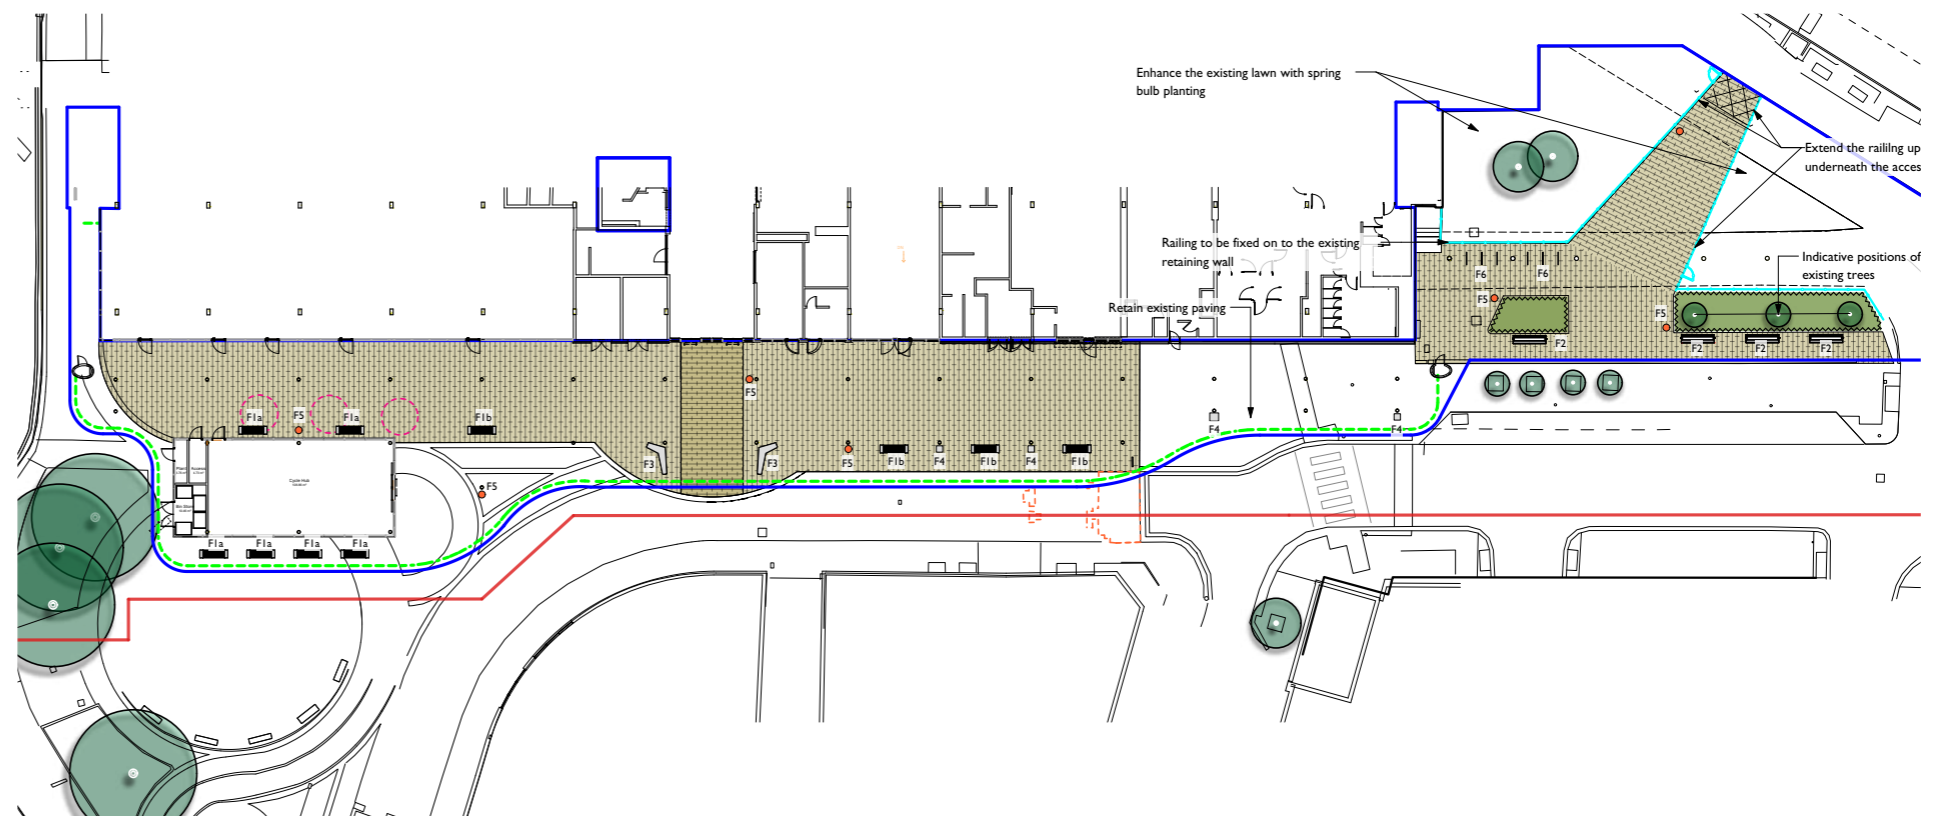 Enhance the existing lawn with spring
bulb planting
Extend the raiilng up
underneath the acces
Railing to be fixed on to the existing
retaining wall
Indicative positions of
existing trees
Retain existing paving
F6
F6
F5
F5
F2
F2
F2
F2
F5
F1a
F5
F1a
F1b
F4
F4
F3
F3
F5
F1b
F4
F1b
F4
F1b
Cycle Hub
F5
F1a
F1a
F1a
F1a